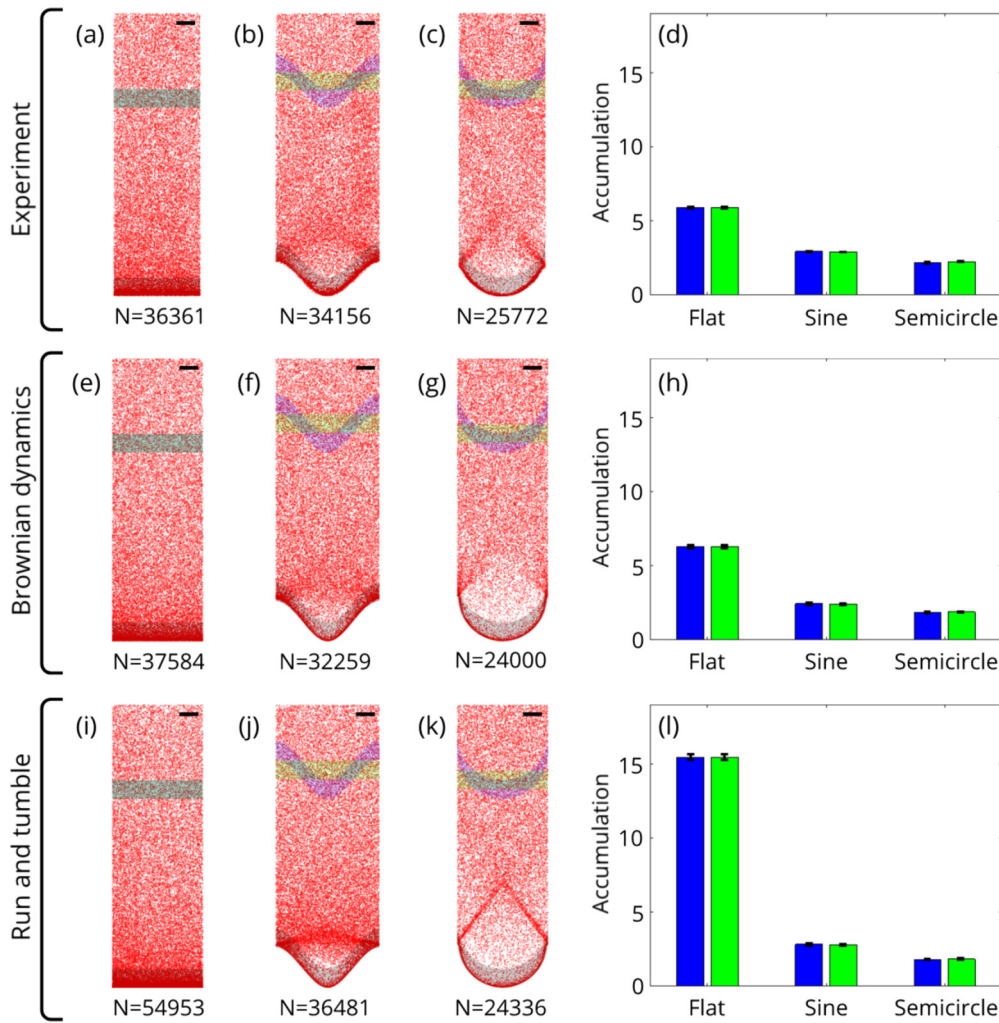 Experiment
(a)
(b)
(c)
(d)
N=36361
N=34156
N=25772
Accumulation
15
10
5
0
Flat
Sine
Semicircle
Brownian dynamics
(e)
(f)
(g)
(h)
N=37584
N=32259
N=24000
Accumulation
15
10
5
0
Flat
Sine
Semicircle
Run and tumble
(i)
(j)
(k)
(l)
N=54953
N=36481
N=24336
Accumulation
15
10
5
0
Flat
Sine
Semicircle